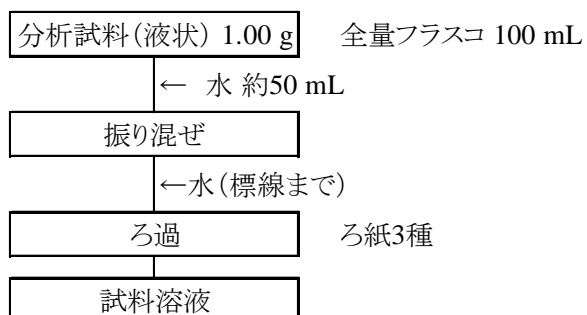 分析試料(液状) 1.00 g 全量フラスコ 100 mL
← 水 約50 mL
振り混ぜ
←水(標線まで)
ろ過 ろ紙3種
試料溶液